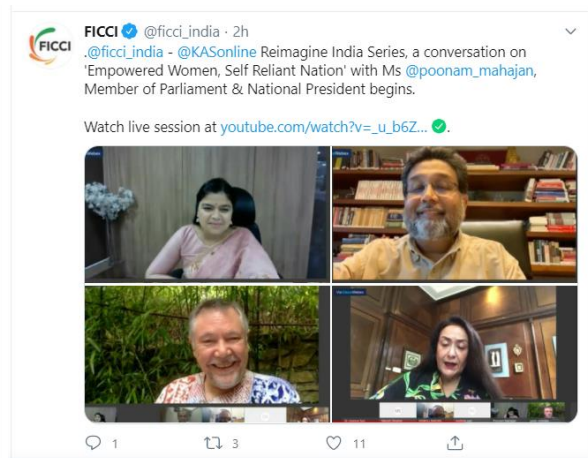 FICCI @ficci_india · 2h
FICCI
.@ficci_india - @KASonline Reimagine India Series, a conversation on
'Empowered Women, Self Reliant Nation' with Ms @poonam_mahajan,
Member of Parliament & National President begins.
Watch live session at youtube.com/watch?v=_u_b6Z... .
1
3
11